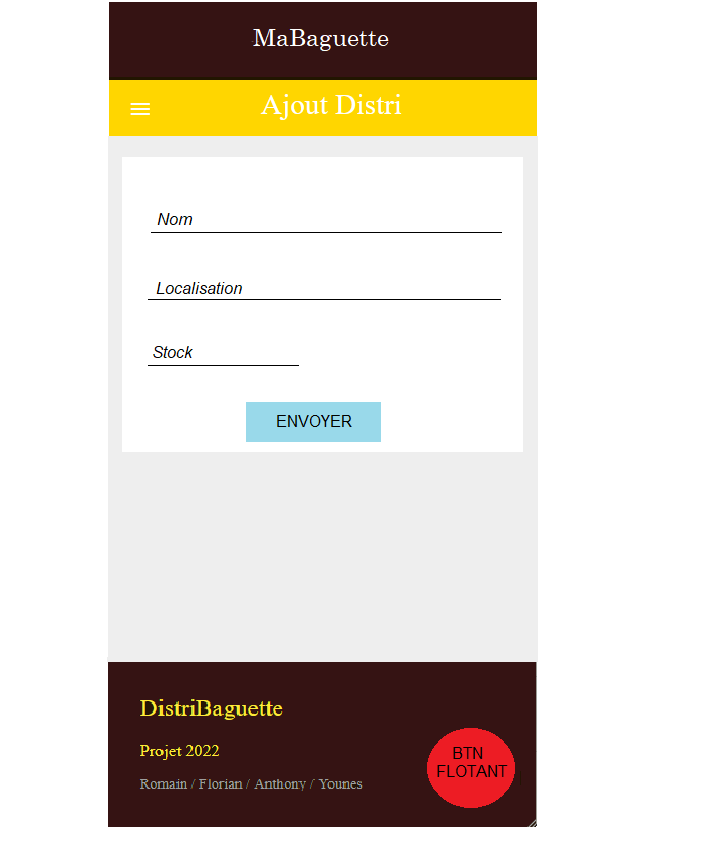 MaBaguette
Ajout Distri
Nom
Localisation
Stock
ENVOYER
DistriBaguette
Projet 2022
Romain / Florian / Anthony / Younes
BTN
FLOTANT